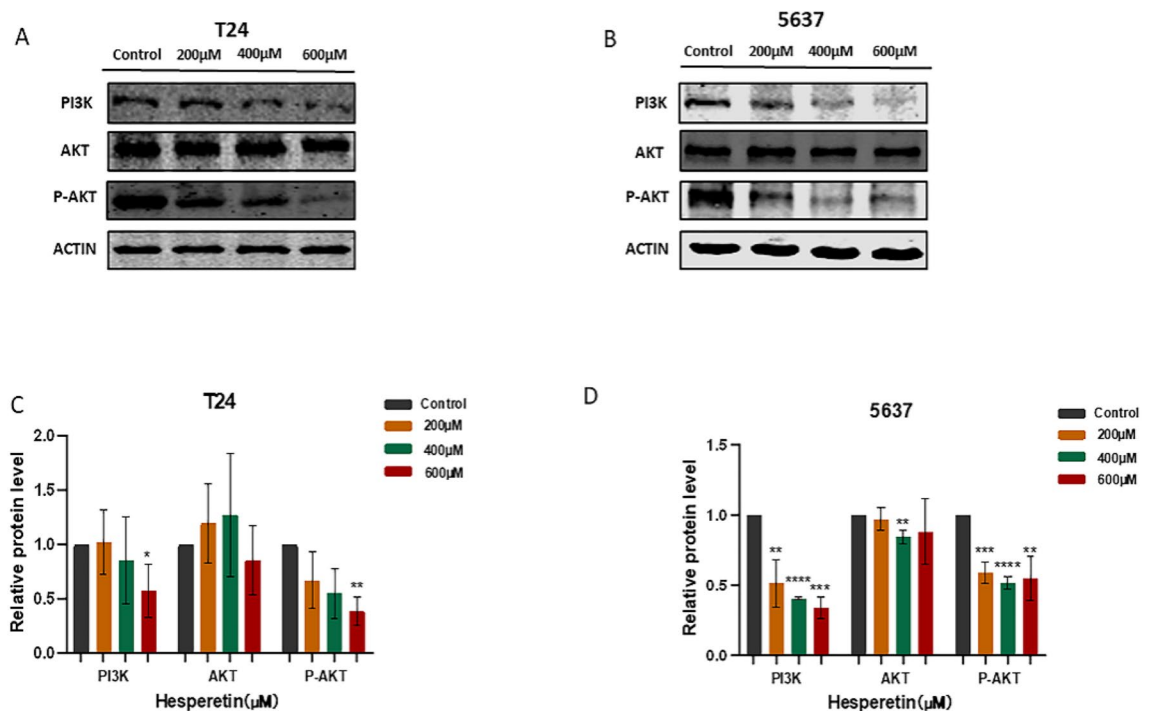 A
T24
Control 200μM 400μM 600μM
PI3K
AKT
P-AKT
ACTIN
B
5637
Control 200μM 400μM 600μM
PI3K
AKT
P-AKT
ACTIN
C
T24
Control
200μM
400μM
600μM
Relative protein level
2.0
1.5
1.0
0.5
0.0
*
**
PI3K AKT P-AKT
Hesperetin(μM)
D
5637
Control
200μM
400μM
600μM
Relative protein level
1.5
1.0
0.5
0.0
** **** *** ** *** **** **
PI3K AKT P-AKT
Hesperetin(μM)